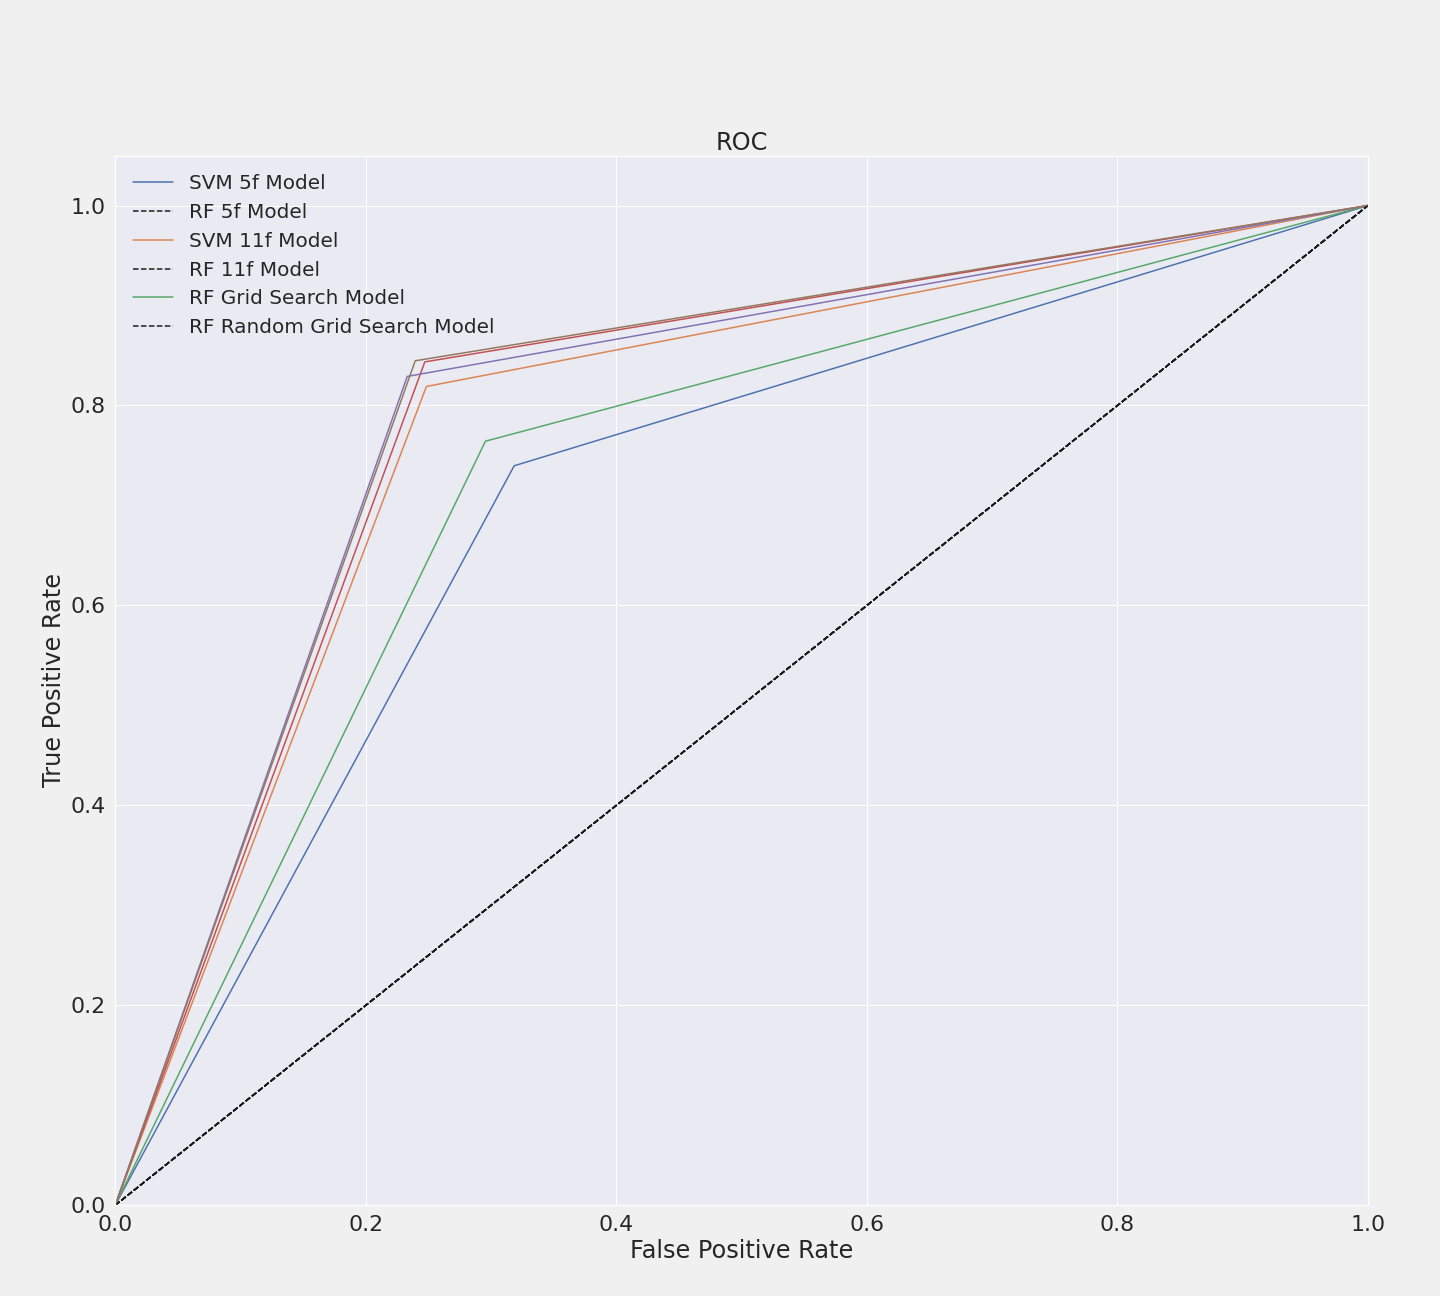 ROC
SVM 5f Model
RF 5f Model
SVM 11f Model
RF 11f Model
RF Grid Search Model
RF Random Grid Search Model
1.0
0.8
0.6
0.4
0.2
0.0
True Positive Rate
0.0 0.2 0.4 0.6 0.8 1.0
False Positive Rate